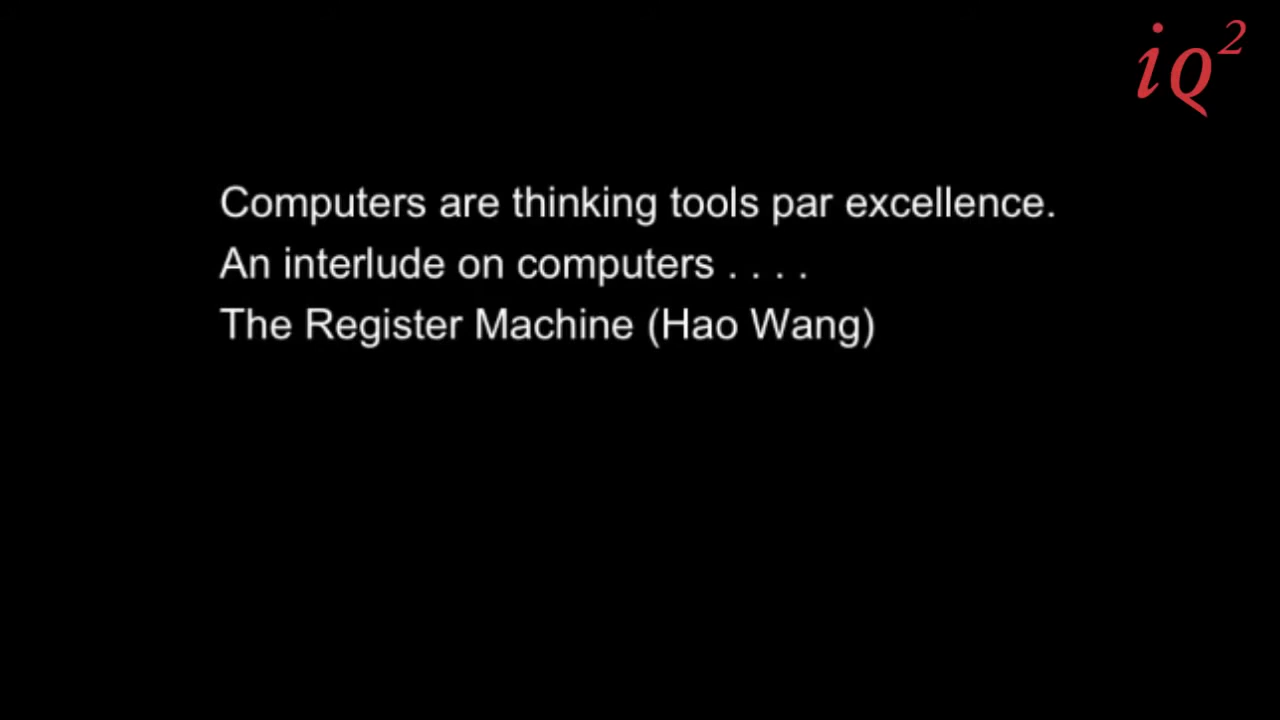 iq²
Computers are thinking tools par excellence.
An interlude on computers . . . .
The Register Machine (Hao Wang)